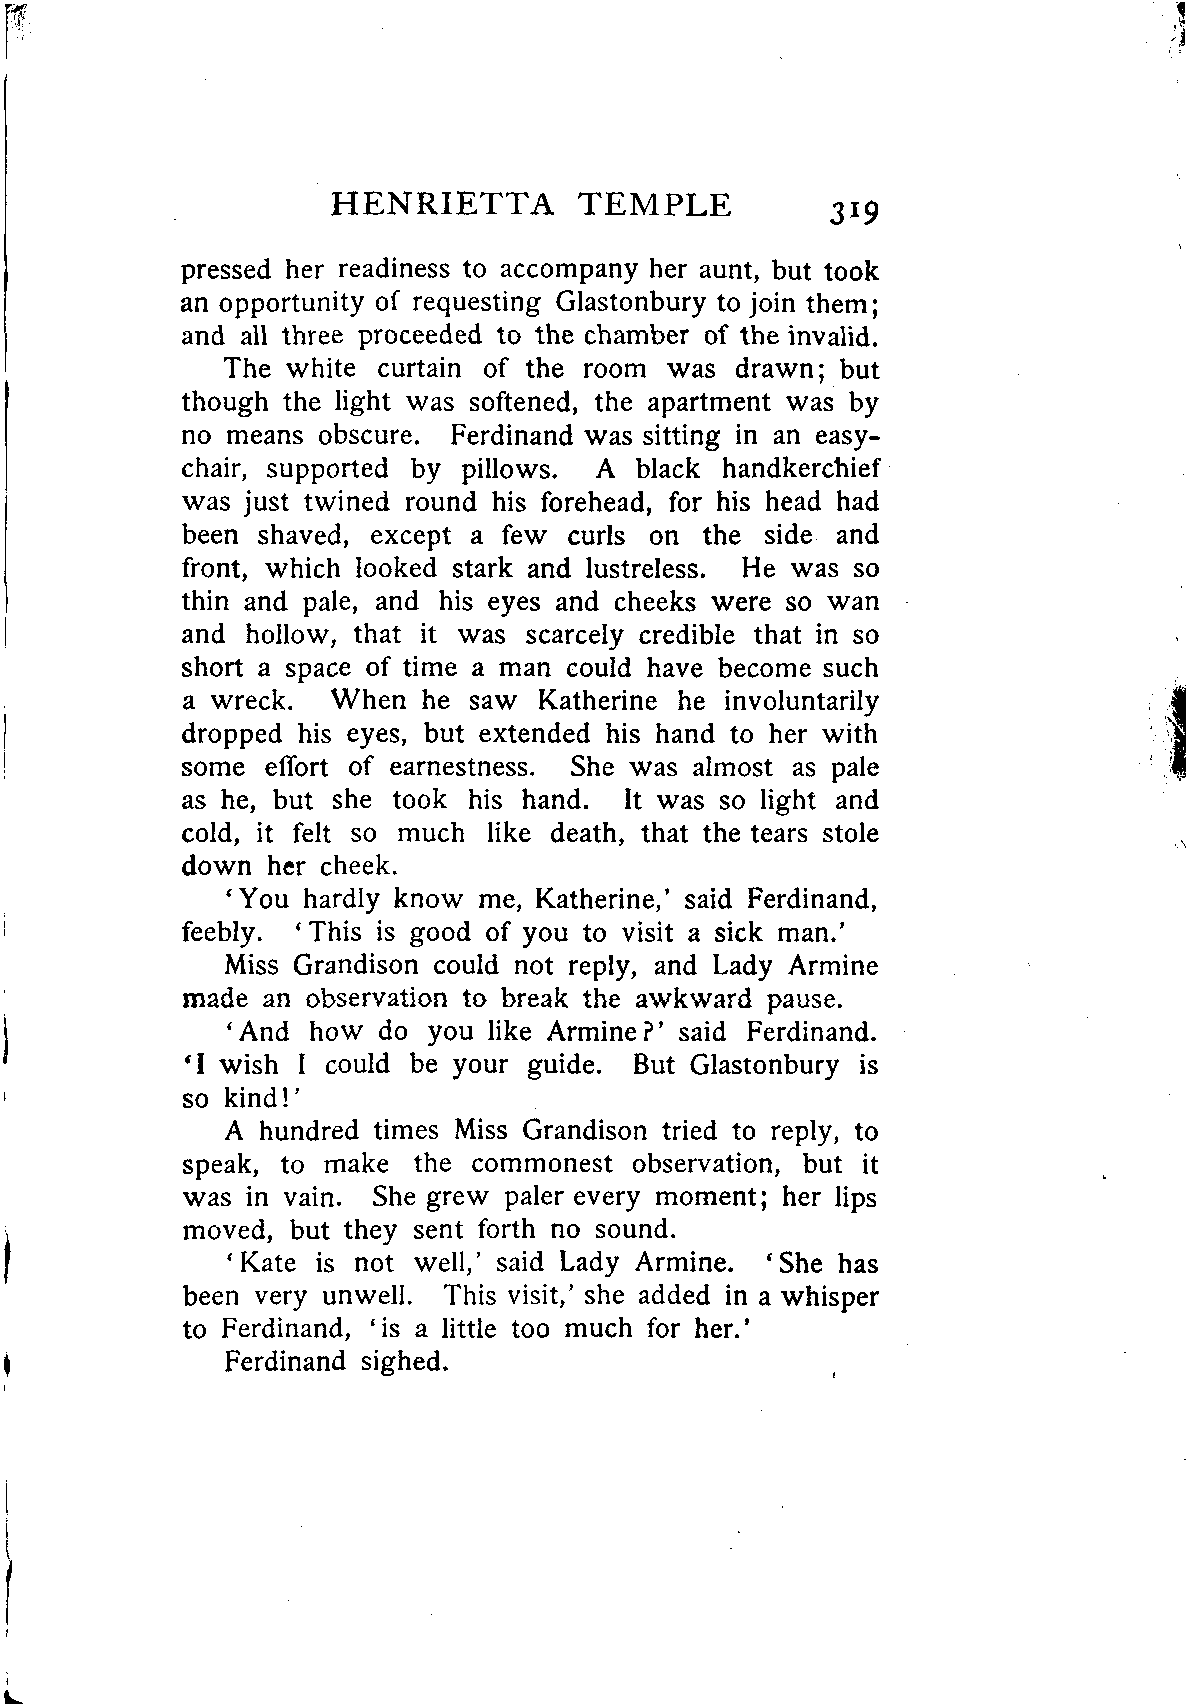 HENRIETTA TEMPLE 319
pressed her readiness to accompany her aunt, but took
an opportunity of requesting Glastonbury to join them;
and all three proceeded to the chamber of the invalid.
The white curtain of the room was drawn; but
though the light was softened, the apartment was by
no means obscure. Ferdinand was sitting in an easy-
chair, supported by pillows. A black handkerchief
was just twined round his forehead, for his head had
been shaved, except a few curls on the side and
front, which looked stark and lustreless. He was so
thin and pale, and his eyes and cheeks were so wan
and hollow, that it was scarcely credible that in so
short a space of time a man could have become such
a wreck. When he saw Katherine he involuntarily
dropped his eyes, but extended his hand to her with
some effort of earnestness. She was almost as pale
as he, but she took his hand. It was so light and
cold, it felt so much like death, that the tears stole
down her cheek.
‘You hardly know me, Katherine,’ said Ferdinand,
feebly. ‘This is good of you to visit a sick man.’
Miss Grandison could not reply, and Lady Armine
made an observation to break the awkward pause.
‘And how do you like Armine?’ said Ferdinand.
‘I wish I could be your guide. But Glastonbury is
so kind!’
A hundred times Miss Grandison tried to reply, to
speak, to make the commonest observation, but it
was in vain. She grew paler every moment; her lips
moved, but they sent forth no sound.
‘Kate is not well,’ said Lady Armine. ‘She has
been very unwell. This visit,’ she added in a whisper
to Ferdinand, ‘is a little too much for her.’
Ferdinand sighed.